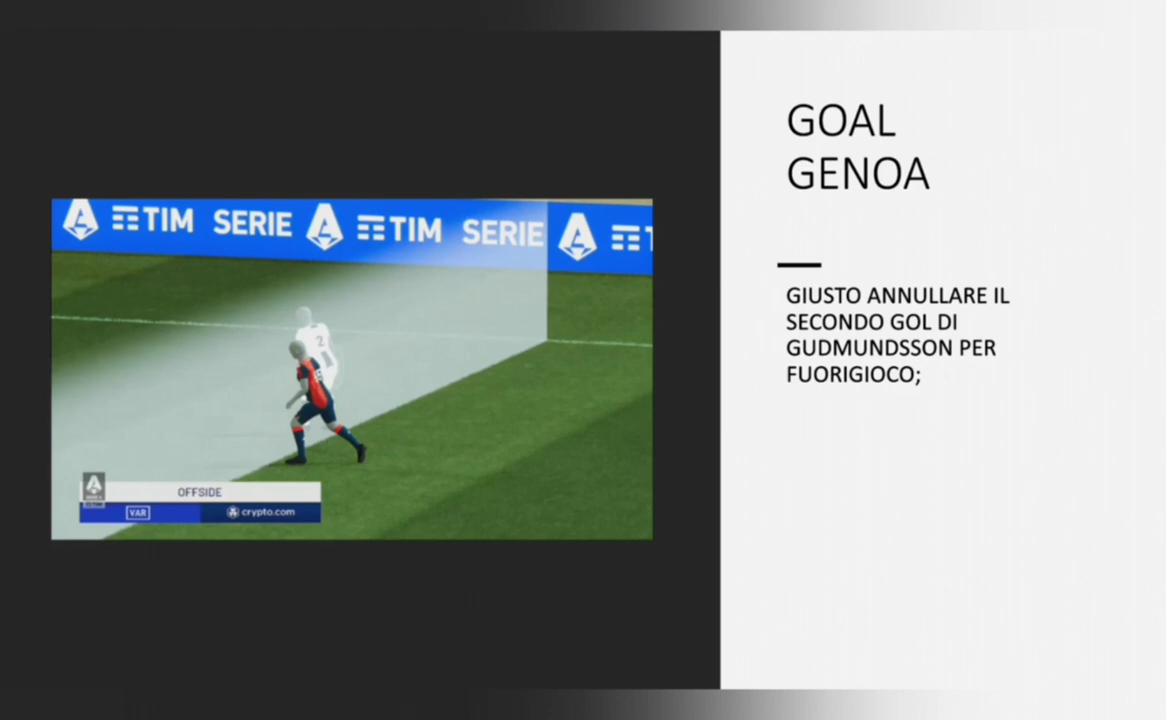 TIM SERIE TIM SERIE
2
OFFSIDE
VAR crypto.com
GOAL
GENOA
GIUSTO ANNULLARE IL
SECONDO GOL DI
GUDMUNDSSON PER
FUORIGIOCO;